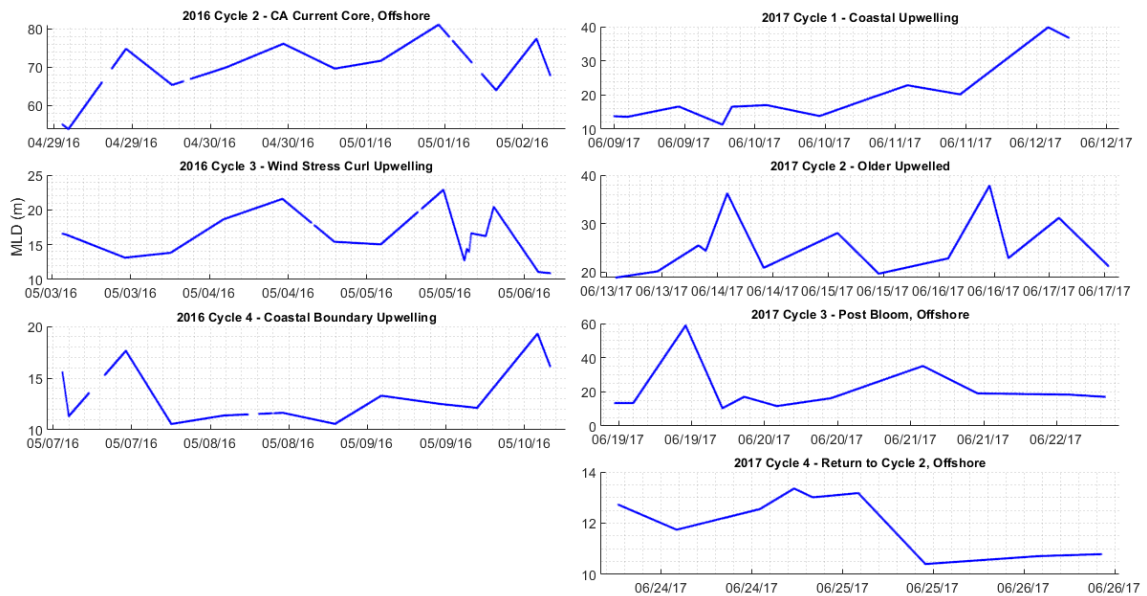 2016 Cycle 2 - CA Current Core, Offshore
80
70
60
04/29/16 04/29/16 04/30/16 04/30/16 05/01/16 05/01/16 05/02/16
2016 Cycle 3 - Wind Stress Curl Upwelling
MLD (m)
25
20
15
10
05/03/16 05/03/16 05/04/16 05/04/16 05/05/16 05/05/16 05/06/16
2016 Cycle 4 - Coastal Boundary Upwelling
20
15
10
05/07/16 05/07/16 05/08/16 05/08/16 05/09/16 05/09/16 05/10/16
2017 Cycle 1 - Coastal Upwelling
40
30
20
10
06/09/17 06/09/17 06/10/17 06/10/17 06/11/17 06/11/17 06/12/17 06/12/17
2017 Cycle 2 - Older Upwelled
40
30
20
06/13/17 06/13/17 06/14/17 06/14/17 06/15/17 06/15/17 06/16/17 06/16/17 06/17/17 06/17/17
2017 Cycle 3 - Post Bloom, Offshore
60
40
20
0
06/19/17 06/19/17 06/20/17 06/20/17 06/21/17 06/21/17 06/22/17
2017 Cycle 4 - Return to Cycle 2, Offshore
14
12
10
06/24/17 06/24/17 06/25/17 06/25/17 06/26/17 06/26/17